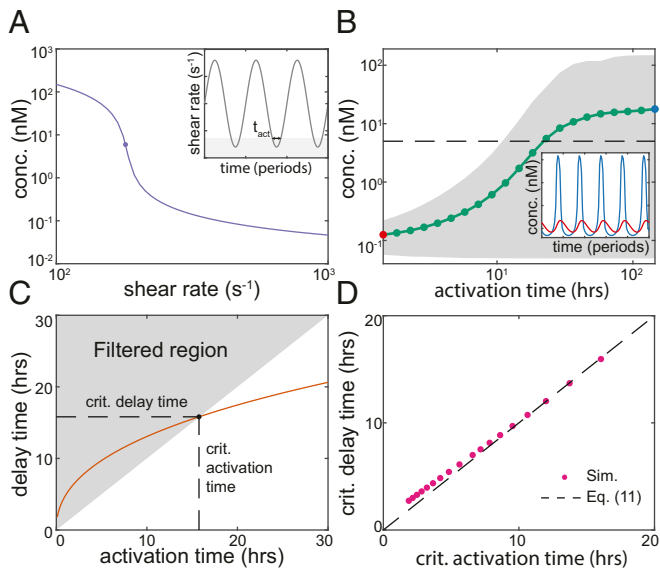 A
conc. (nM)
10³
10²
10¹
10⁰
10⁻¹
10⁻²
10²
10³
shear rate (s⁻¹)
shear rate (s⁻¹)
t_act
time (periods)
B
conc. (nM)
10²
10¹
10⁰
10⁻¹
10¹
10²
activation time (hrs)
conc. (nM)
time (periods)
C
delay time (hrs)
30
20
10
0
0
10
20
30
activation time (hrs)
Filtered region
crit. delay time
crit.
activation
time
D
crit. delay time (hrs)
20
10
0
0
10
20
crit. activation time (hrs)
Sim.
Eq. (11)